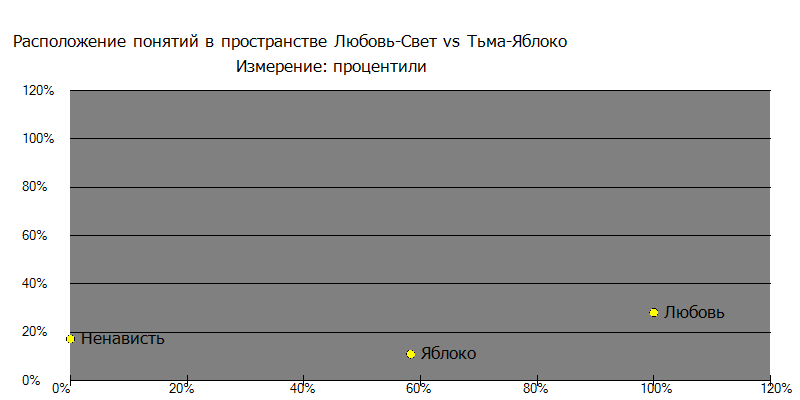 Расположение понятий в пространстве Любовь-Свет vs Тьма-Яблоко
Измерение: процентили
120%
100%
80%
60%
40%
20%
0%
Ненависть
Яблоко
Любовь
0%
20%
40%
60%
80%
100%
120%